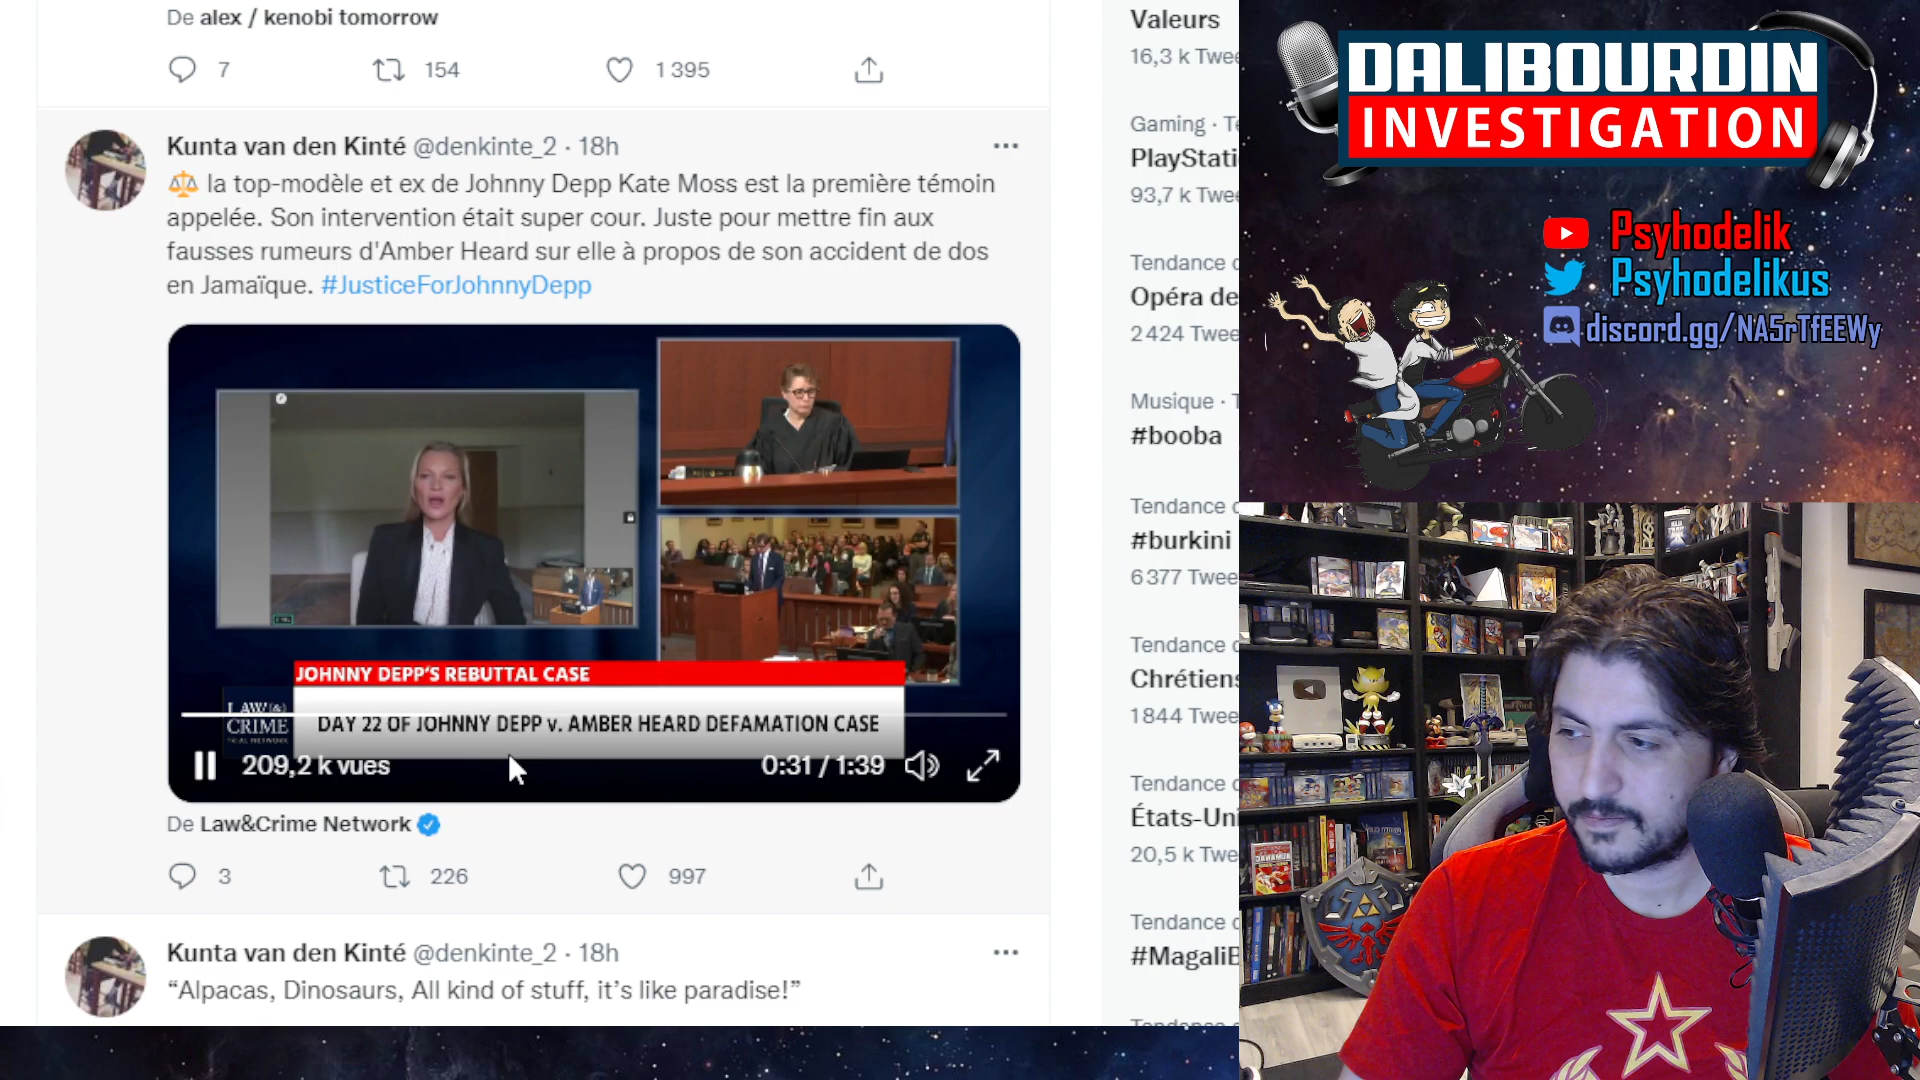 De alex / kenobi tomorrow
7 154 1 395
Kunta van den Kinté @denkinte_2 · 18h
la top-modèle et ex de Johnny Depp Kate Moss est la première témoin
appelée. Son intervention était super cour. Juste pour mettre fin aux
fausses rumeurs d'Amber Heard sur elle à propos de son accident de dos
en Jamaïque. #JusticeForJohnnyDepp
JOHNNY DEPP'S REBUTTAL CASE
LAW & CRIME
TRIAL NETWORK
DAY 22 OF JOHNNY DEPP v. AMBER HEARD DEFAMATION CASE
209,2 k vues
0:31 / 1:39
De Law&Crime Network
3 226 997
Kunta van den Kinté @denkinte_2 · 18h
“Alpacas, Dinosaurs, All kind of stuff, it’s like paradise!”
Valeurs
16,3 k Twee
Gaming · Te
PlayStati
93,7 k Twee
Tendance
Opéra de
2 424 Twee
Musique · T
#booba
Tendance
#burkini
6 377 Twee
Tendance
Chrétiens
1 844 Twee
Tendance
États-Uni
20,5 k Twe
Tendance
#MagaliB
DALIBOURDIN
INVESTIGATION
Psyhodelik
Psyhodelikus
discord.gg/NA5rTfEEWy